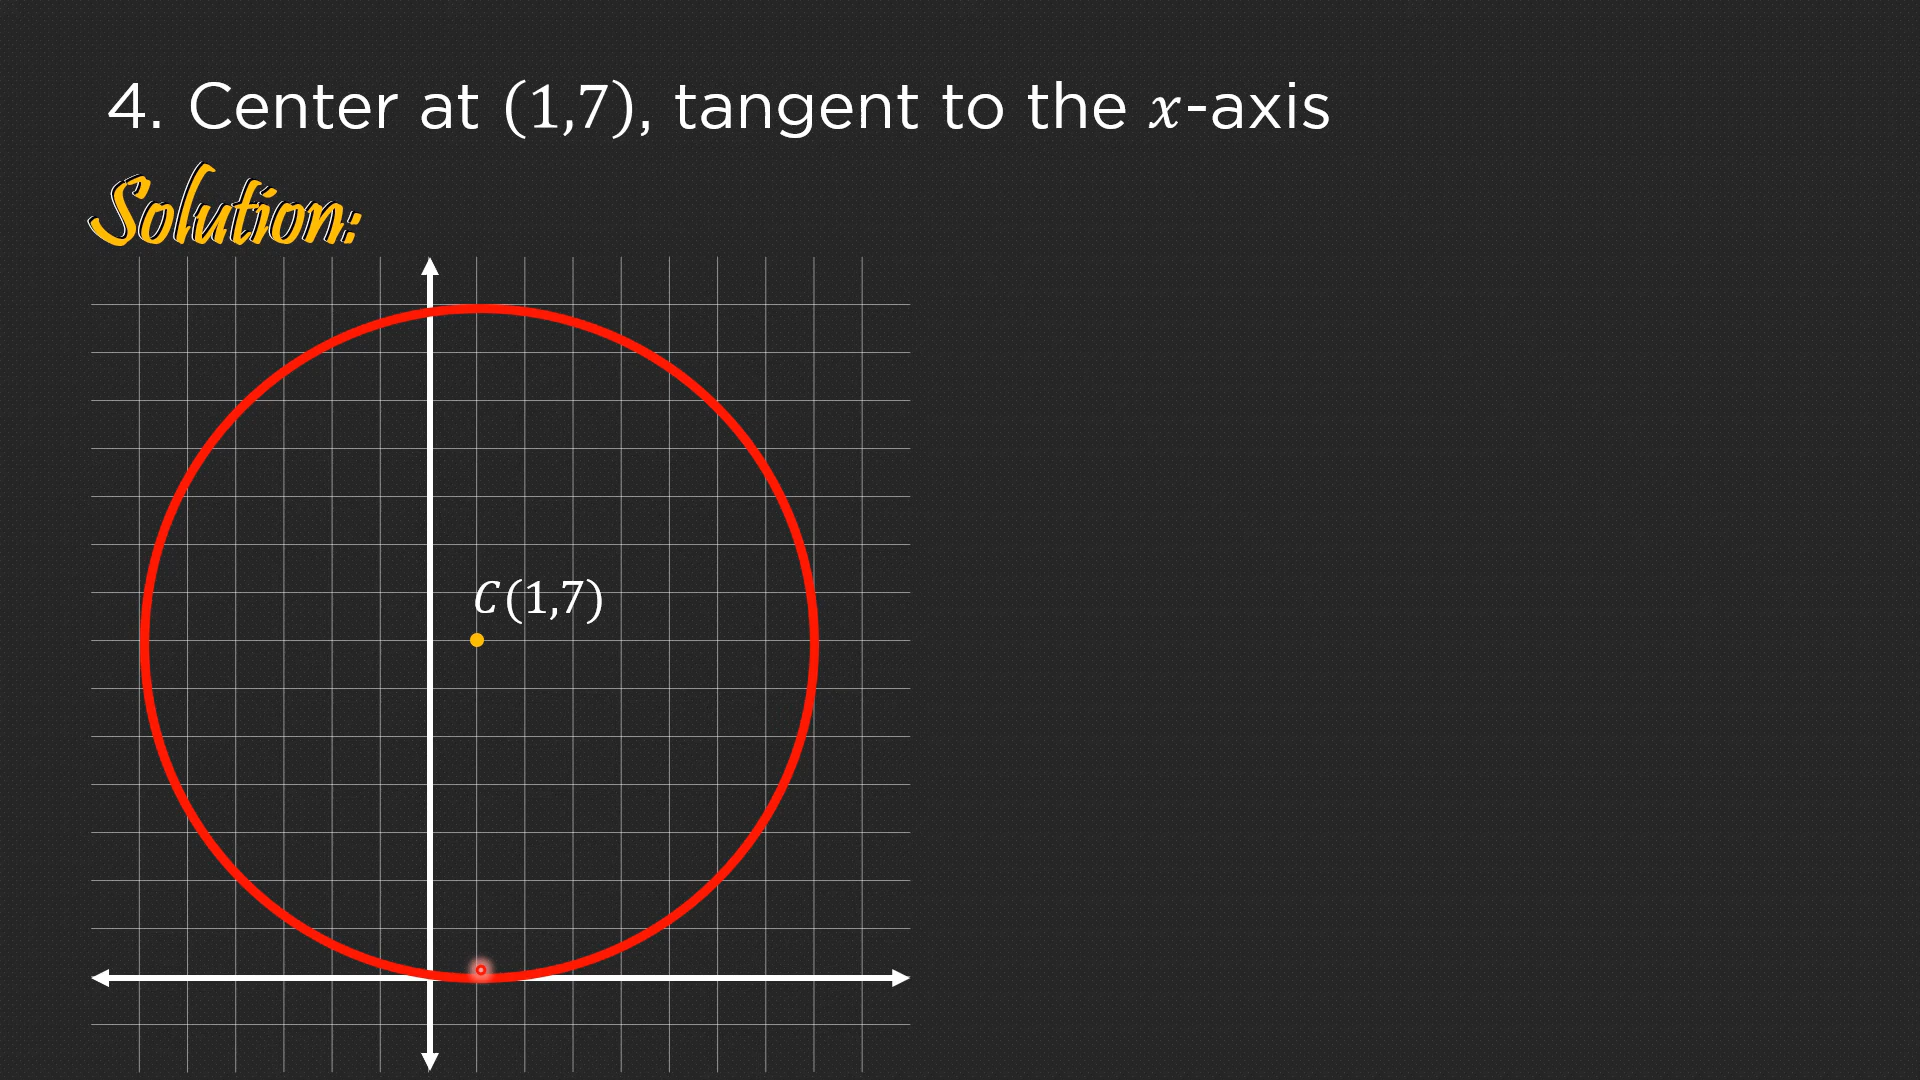 4. Center at (1,7), tangent to the x-axis
Solution:
C(1,7)